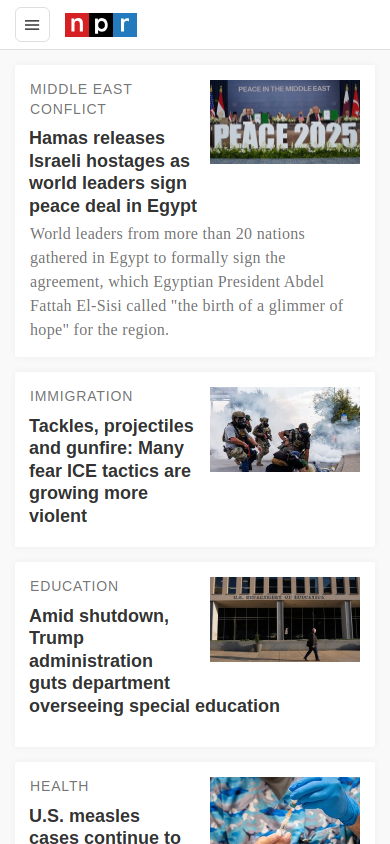 npr
MIDDLE EAST
CONFLICT
Hamas releases
Israeli hostages as
world leaders sign
peace deal in Egypt
PEACE IN THE MIDDLE EAST
PEACE 2025
World leaders from more than 20 nations
gathered in Egypt to formally sign the
agreement, which Egyptian President Abdel
Fattah El-Sisi called "the birth of a glimmer of
hope" for the region.
IMMIGRATION
Tackles, projectiles
and gunfire: Many
fear ICE tactics are
growing more
violent
EDUCATION
Amid shutdown,
Trump
administration
guts department
overseeing special education
U.S. DEPARTMENT OF EDUCATION
HEALTH
U.S. measles
cases continue to